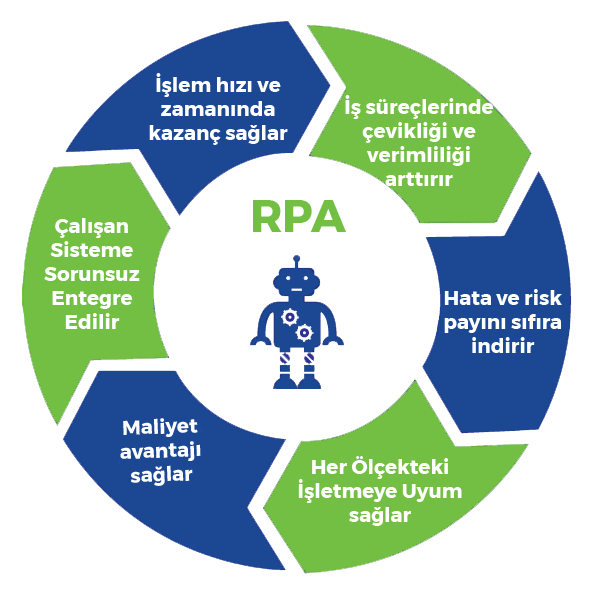 İşlem hızı ve
zamanında
kazanç sağlar
İş süreçlerinde
çevikliği ve
verimliliği
arttırır
Hata ve risk
payını sıfıra
indirir
Her Ölçekteki
İşletmeye Uyum
sağlar
Maliyet
avantajı
sağlar
Çalışan
Sisteme
Sorunsuz
Entegre
Edilir
RPA